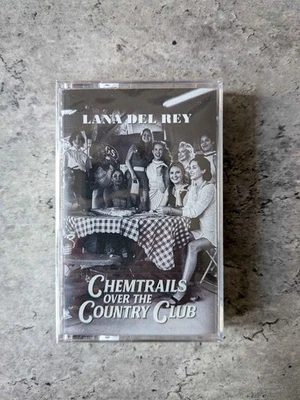 LANA DEL REY
CHEMTRAILS
OVER THE
COUNTRY CLUB